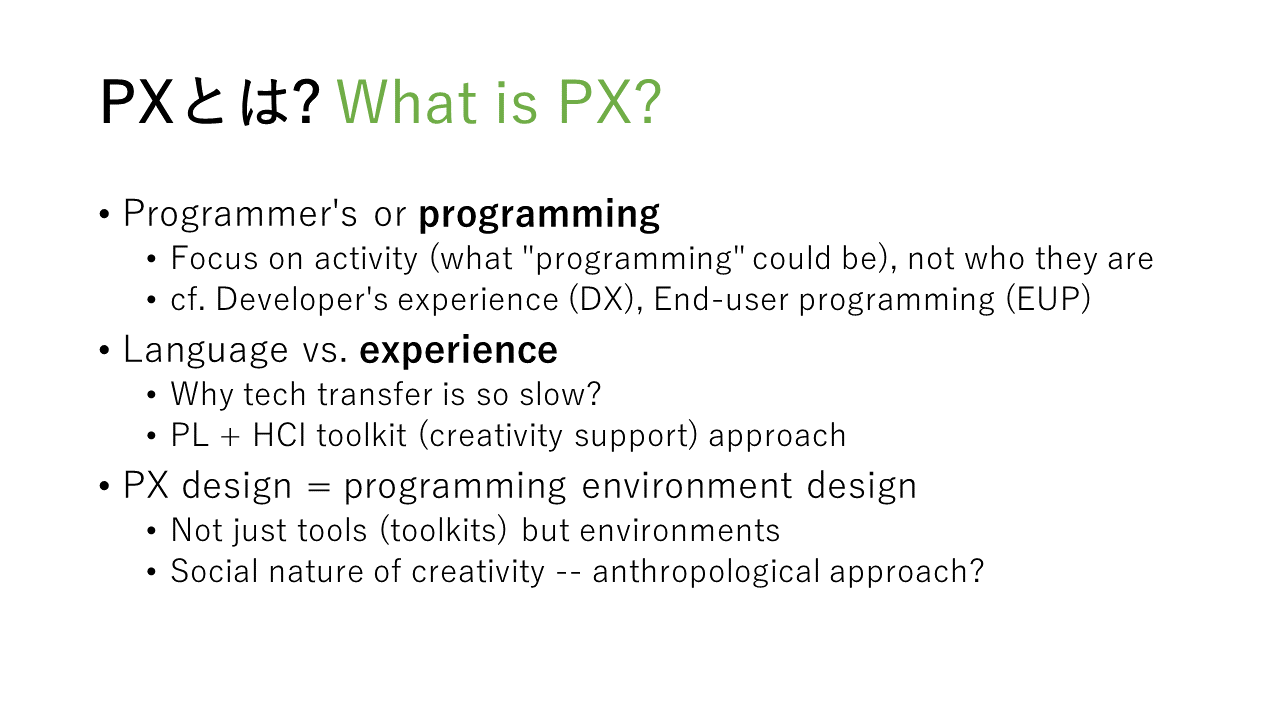 PXとは? What is PX?
• Programmer's or programming
• Focus on activity (what "programming" could be), not who they are
• cf. Developer's experience (DX), End-user programming (EUP)
• Language vs. experience
• Why tech transfer is so slow?
• PL + HCI toolkit (creativity support) approach
• PX design = programming environment design
• Not just tools (toolkits) but environments
• Social nature of creativity -- anthropological approach?